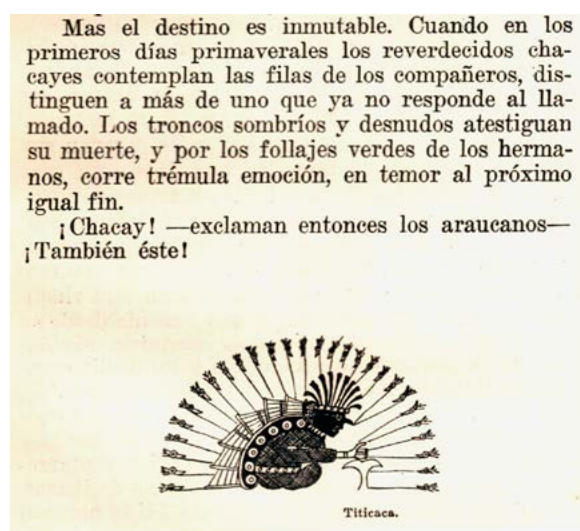 Mas el destino es inmutable. Cuando en los
primeros días primaverales los reverdecidos cha-
cayes contemplan las filas de los compañeros, dis-
tinguen a más de uno que ya no responde al lla-
mado. Los troncos sombríos y desnudos atestiguan
su muerte, y por los follajes verdes de los herma-
nos, corre trémula emoción, en temor al próximo
igual fin.
¡Chacay! —exclaman entonces los araucanos—
¡También éste!
Titicaca.